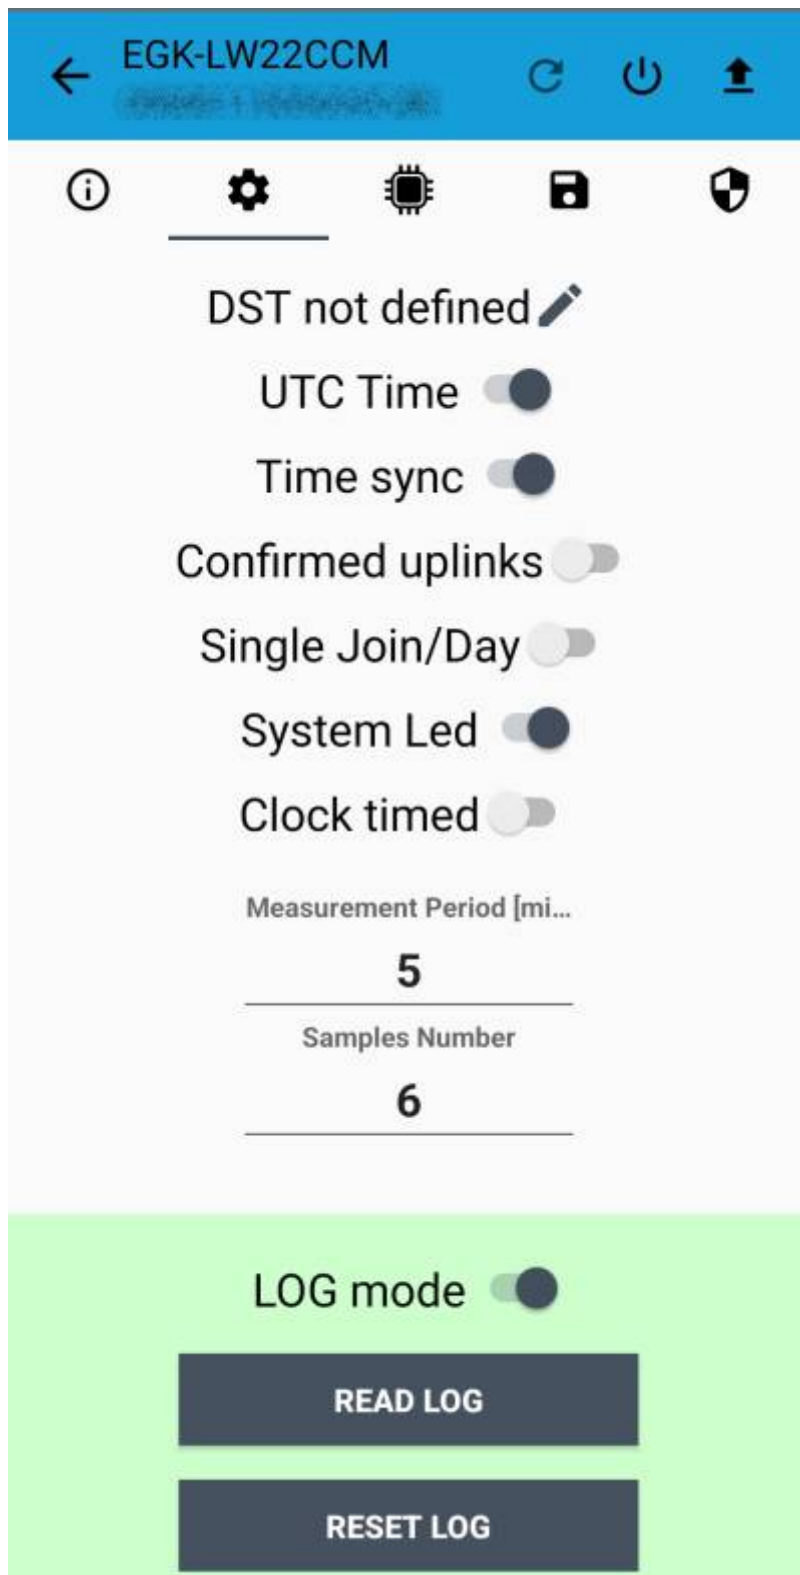 EGK-LW22CCM
DST not defined
UTC Time
Time sync
Confirmed uplinks
Single Join/Day
System Led
Clock timed
Measurement Period [mi...
5
Samples Number
6
LOG mode
READ LOG
RESET LOG